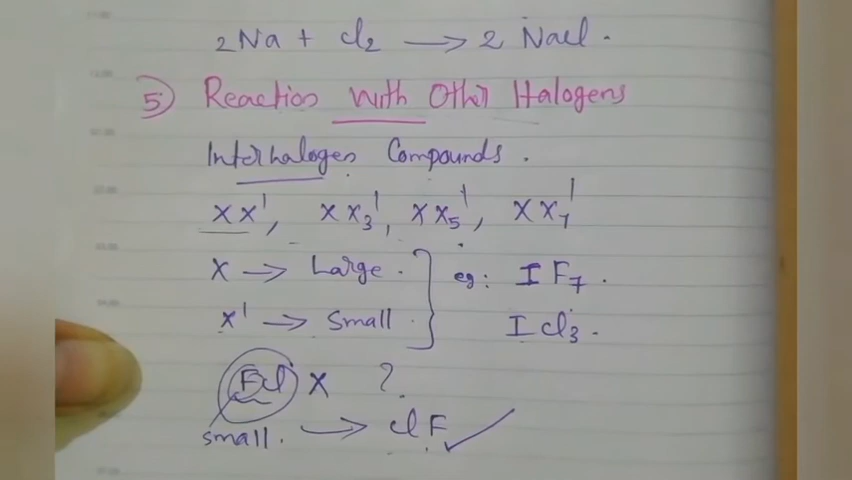 2Na + Cl₂ → 2 NaCl.
5) Reaction with Other Halogens
Interhalogen Compounds.
XX', XX₃', XX₅', XX₇'
X → Large. eg: IF₇.
X' → Small. ICl₃.
FCl X ?
small. → ClF ✓